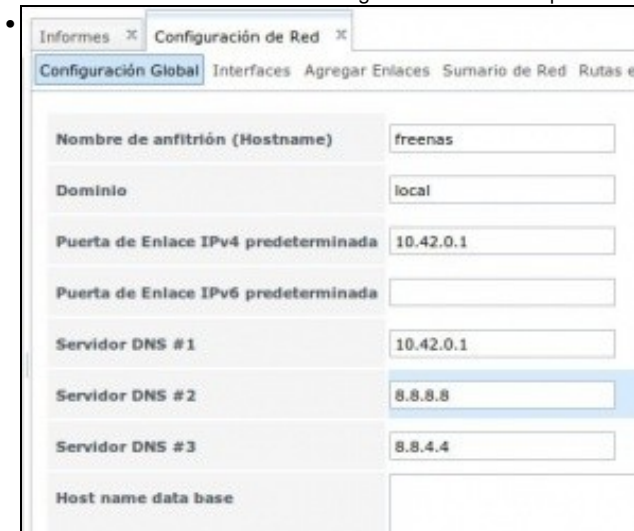 Informes Configuración de Red
Configuración Global Interfaces Agregar Enlaces Sumario de Red Rutas e
Nombre de anfitrión (Hostname) freenas
Dominio local
Puerta de Enlace IPv4 predeterminada 10.42.0.1
Puerta de Enlace IPv6 predeterminada
Servidor DNS #1 10.42.0.1
Servidor DNS #2 8.8.8.8
Servidor DNS #3 8.8.4.4
Host name data base